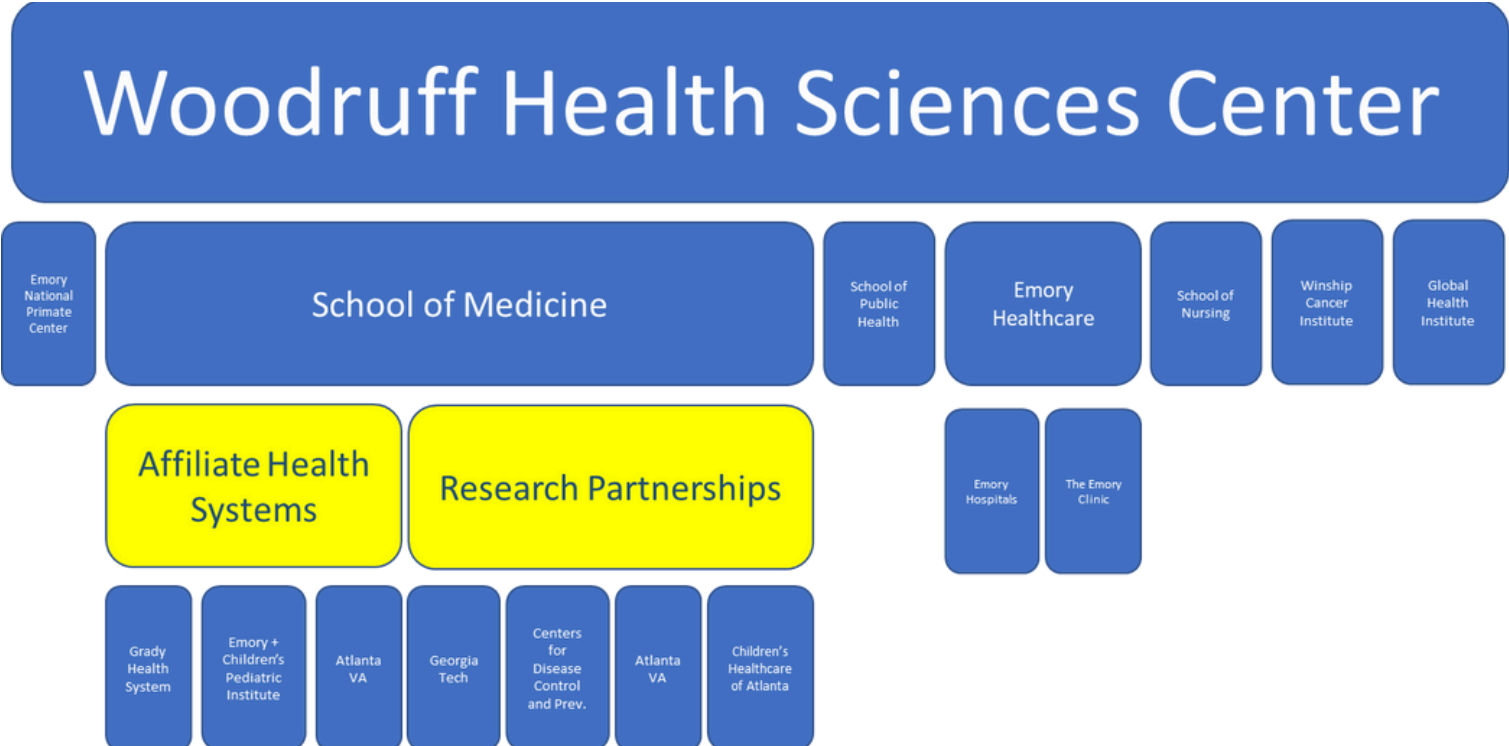 Woodruff Health Sciences Center
Emory
National
Primate
Center
School of Medicine
School of
Public
Health
Emory
Healthcare
School of
Nursing
Winship
Cancer
Institute
Global
Health
Institute
Affiliate Health
Systems
Research Partnerships
Emory
Hospitals
The Emory
Clinic
Grady
Health
System
Emory +
Children’s
Pediatric
Institute
Atlanta
VA
Georgia
Tech
Centers
for
Disease
Control
and Prev.
Atlanta
VA
Children’s
Healthcare
of Atlanta